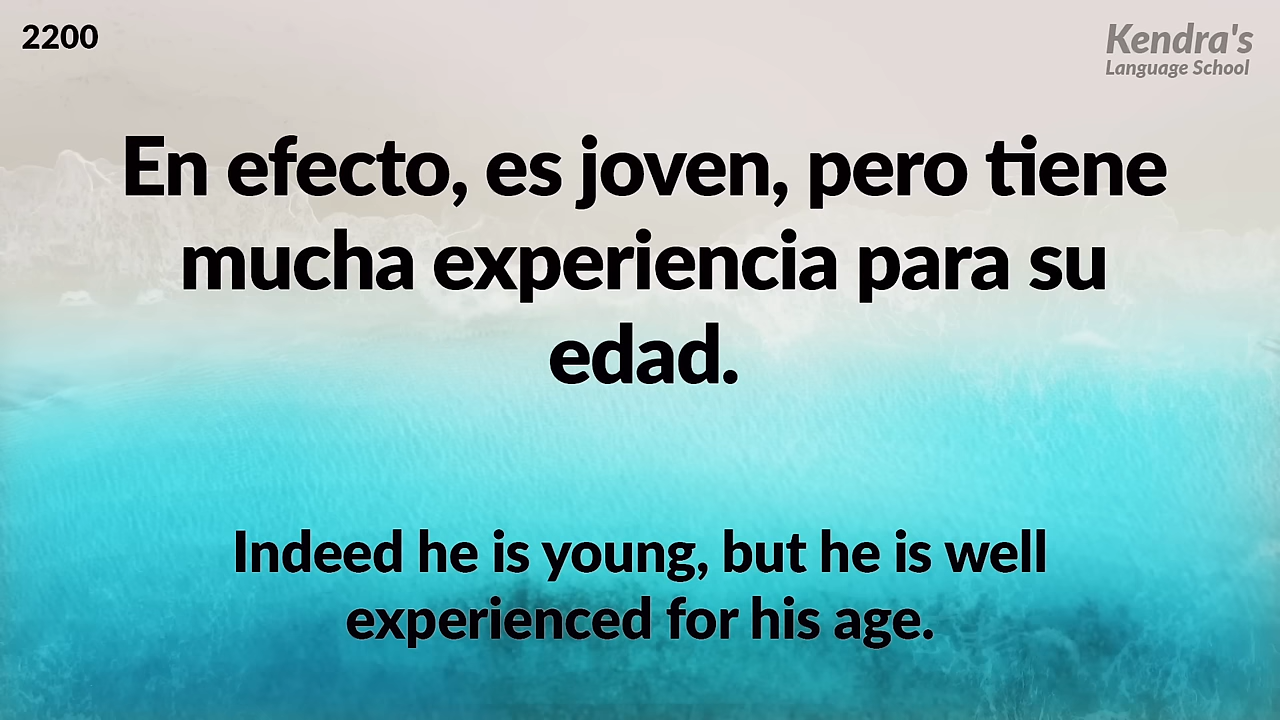 2200
Kendra's
Language School
En efecto, es joven, pero tiene
mucha experiencia para su
edad.
Indeed he is young, but he is well
experienced for his age.